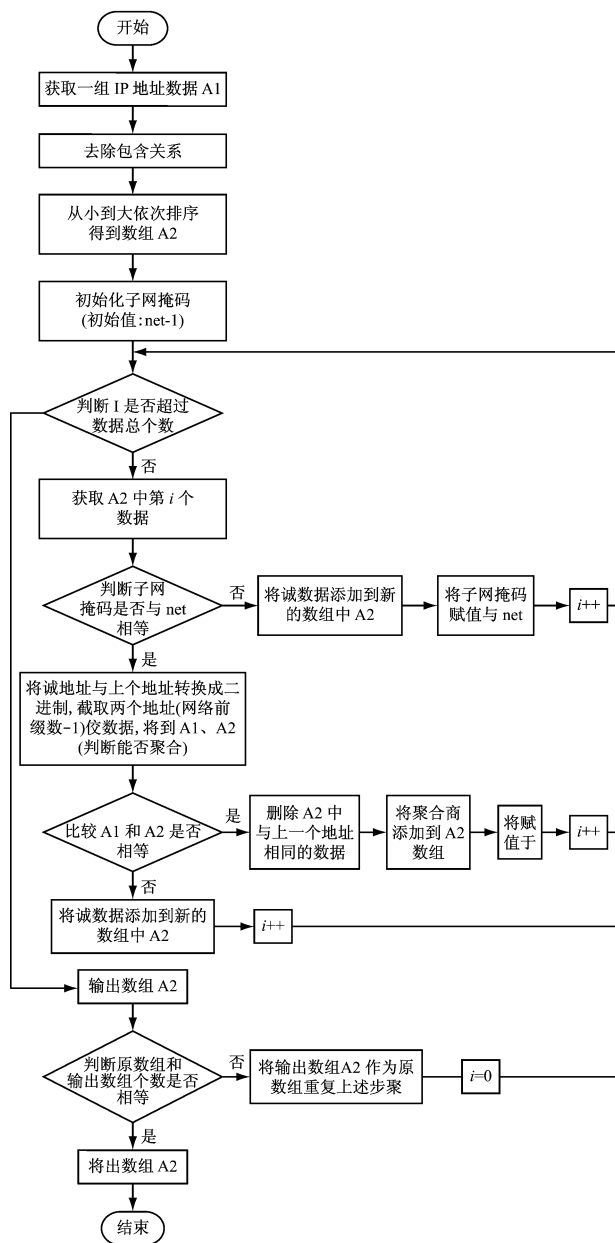 开始
获取一组 IP 地址数据 A1
去除包含关系
从小到大依次排序
得到数组 A2
初始化子网掩码
(初始值:net-1)
判断 I 是否超过
数据总个数
否
获取 A2 中第 i 个
数据
判断子网
掩码是否与 net
相等
否
将诚数据添加到新
的数组中 A2
将子网掩码
赋值与 net
i++
是
将诚地址与上个地址转换成二
进制, 截取两个地址(网络前
缀数-1)佼数据, 将到 A1、A2
(判断能否聚合)
比较 A1 和 A2 是否
相等
是
删除 A2 中
与上一个地址
相同的数据
将聚合商
添加到 A2
数组
将赋
值于
i++
否
将诚数据添加到新的
数组中 A2
i++
输出数组 A2
判断原数组和
输出数组个数是否
相等
否
将输出数组A2 作为原
数组重复上述步聚
i=0
是
将出数组 A2
结束